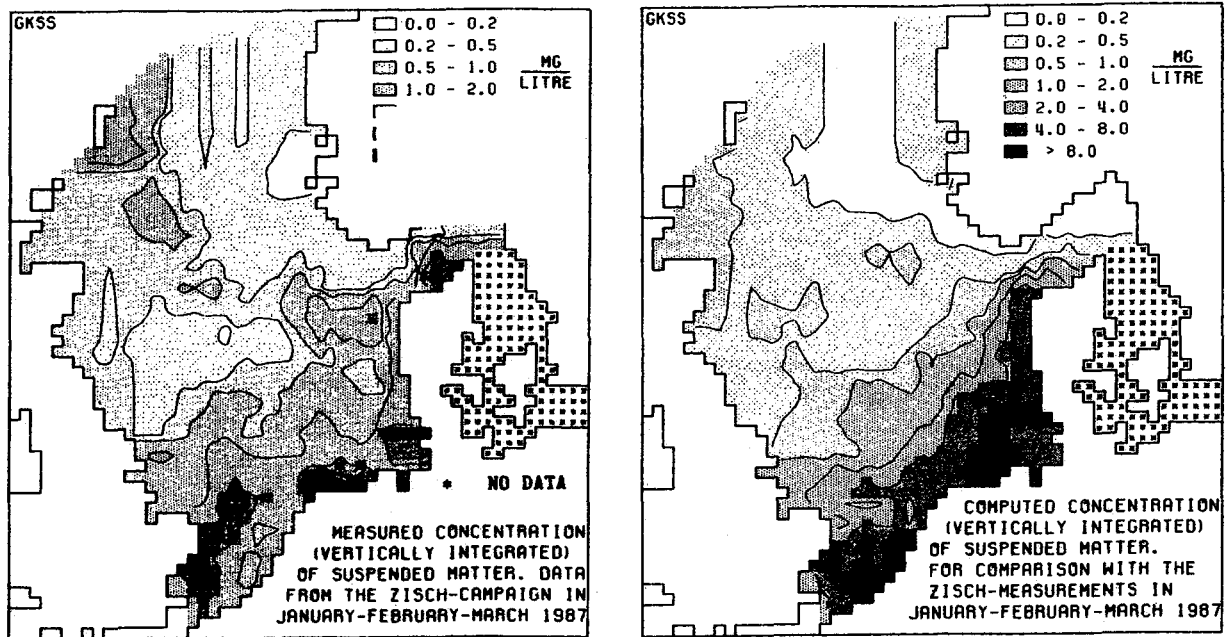 GKSS
0.0 - 0.2
0.2 - 0.5
0.5 - 1.0
1.0 - 2.0
MG
LITRE
* NO DATA
MEASURED CONCENTRATION
(VERTICALLY INTEGRATED)
OF SUSPENDED MATTER. DATA
FROM THE ZISCH-CAMPAIGN IN
JANUARY-FEBRUARY-MARCH 1987
GKSS
0.0 - 0.2
0.2 - 0.5
0.5 - 1.0
1.0 - 2.0
2.0 - 4.0
4.0 - 8.0
> 8.0
MG
LITRE
COMPUTED CONCENTRATION
(VERTICALLY INTEGRATED)
OF SUSPENDED MATTER.
FOR COMPARISON WITH THE
ZISCH-MEASUREMENTS IN
JANUARY-FEBRUARY-MARCH 1987